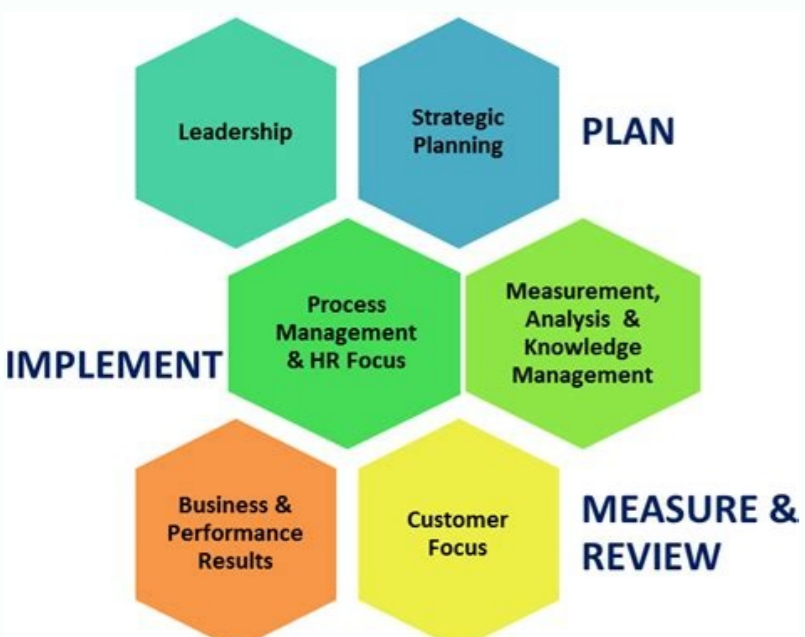 Leadership
Strategic
Planning
PLAN
Process
Management
& HR Focus
Measurement,
Analysis &
Knowledge
Management
IMPLEMENT
Business &
Performance
Results
Customer
Focus
MEASURE &
REVIEW